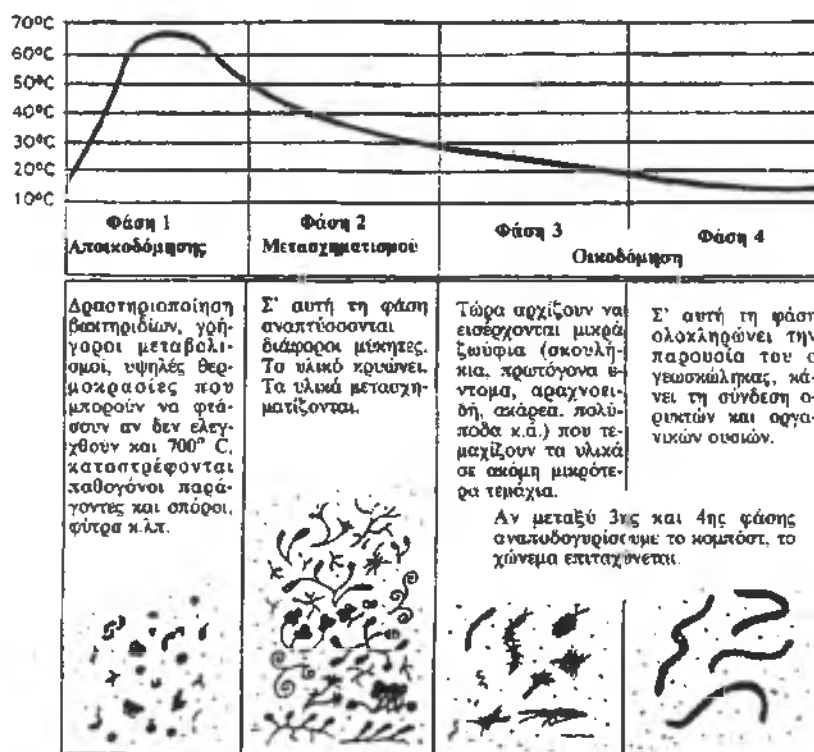 70°C
60°C
50°C
40°C
30°C
20°C
10°C
Φάση 1
Αποικοδόμησης
Φάση 2
Μετασχηματισμού
Φάση 3
Φάση 4
Οικοδόμηση
Δραστηριοποίηση
βακτηριδίων, γρή-
γοροι μεταβολι-
σμοί, υψηλές θερ-
μοκρασίες που
μπορούν να φτά-
σουν αν δεν ελεγ-
χθούν και 700° C,
καταστρέφονται
παθογόνοι παρά-
γοντες και σπόροι,
φύτρα κ.λπ.
Σ' αυτή τη φάση
αναπτύσσονται
διάφοροι μύκητες.
Το υλικό κρυώνει.
Τα υλικά μετασχη-
ματίζονται.
Τώρα αρχίζουν να
εισέρχονται μικρά
ζωύφια (σκουλή-
κια, πρωτόγονα έ-
ντομα, αραχνοει-
δή, ακάρεα, πολύ-
ποδα κ.ά.) που τε-
μαχίζουν τα υλικά
σε ακόμη μικρότε-
ρα τεμάχια.
Σ' αυτή τη φάση
ολοκληρώνει την
παρουσία του ο
γεωσκώληκας, κά-
νει τη σύνδεση ο-
ρυκτών και οργα-
νικών ουσιών.
Αν μεταξύ 3ης και 4ης φάσης
αναποδογυρίσουμε το κομπόστ, το
χώνεμα επιταχύνεται.